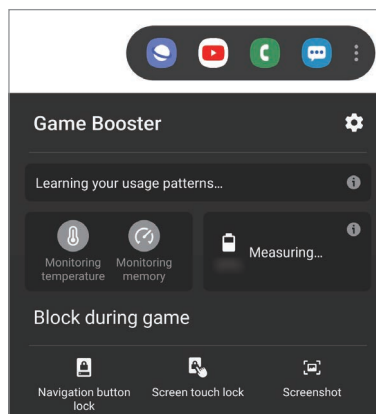 Game Booster
Learning your usage patterns...
Monitoring temperature
Monitoring memory
Measuring...
Block during game
Navigation button lock
Screen touch lock
Screenshot